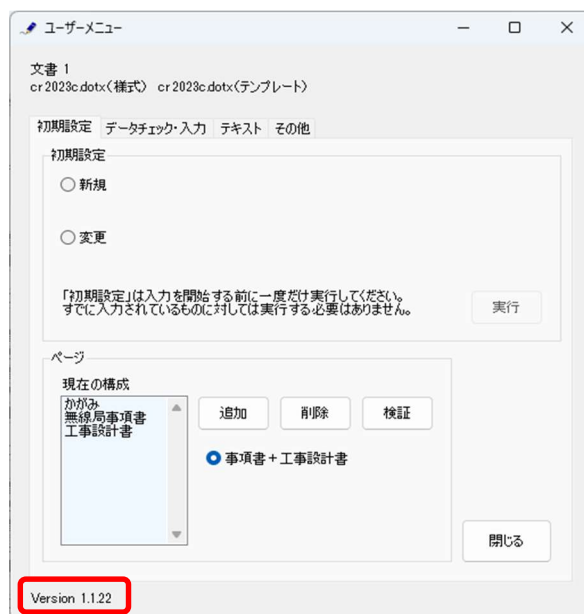 ユーザーメニュー
文書 1
cr2023c.dotx(様式) cr2023c.dotx(テンプレート)
初期設定 データチェック・入力 テキスト その他
初期設定
新規
変更
「初期設定」は入力を開始する前に一度だけ実行してください。
すでに入力されているものに対しては実行する必要はありません。
実行
ページ
現在の構成
かがみ
無線局事項書
工事設計書
追加 削除 検証
事項書+工事設計書
閉じる
Version 1.1.22